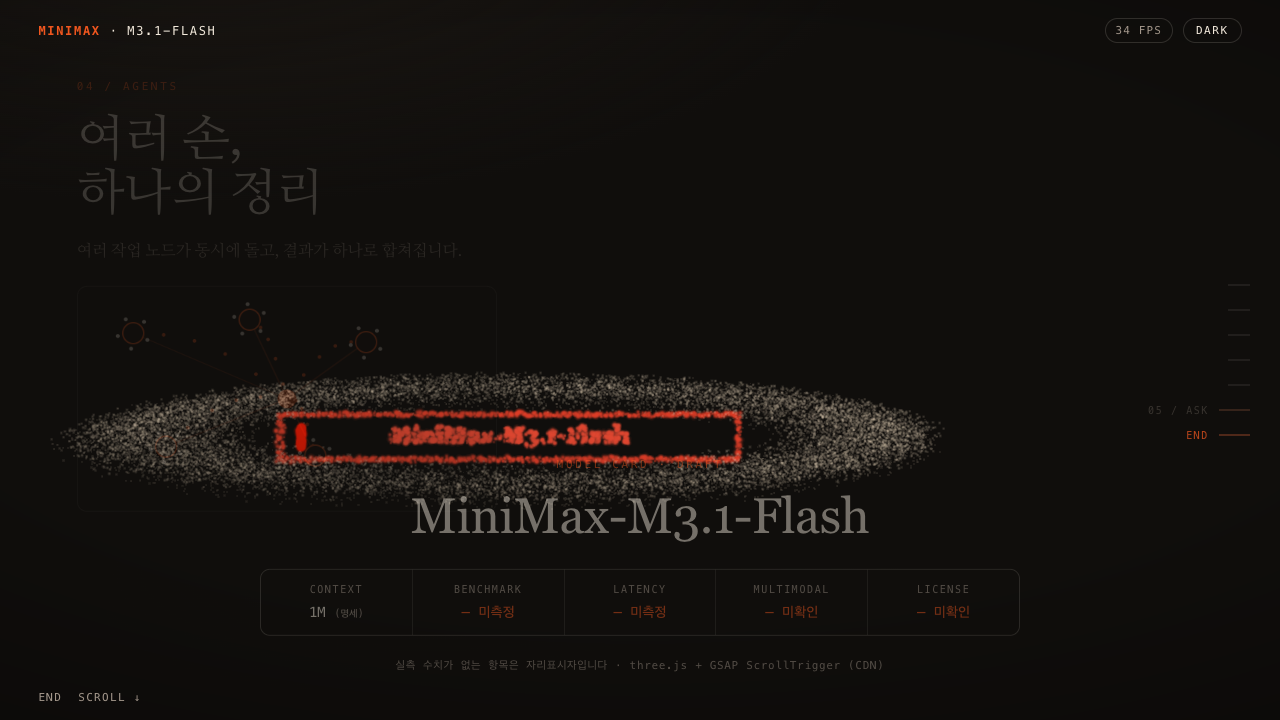 MINIMAX · M3.1-FLASH
34 FPS
DARK
04 / AGENTS
여러 손,
하나의 정리
여러 작업 노드가 동시에 돌고, 결과가 하나로 합쳐집니다.
05 / ASK
END
MiniMax-M3.1-Flash
MiniMax-M3.1-Flash
CONTEXT
1M (명세)
BENCHMARK
— 미측정
LATENCY
— 미측정
MULTIMODAL
— 미확인
LICENSE
— 미확인
실측 수치가 없는 항목은 자리표시자입니다 · three.js + GSAP ScrollTrigger (CDN)
END SCROLL ↓